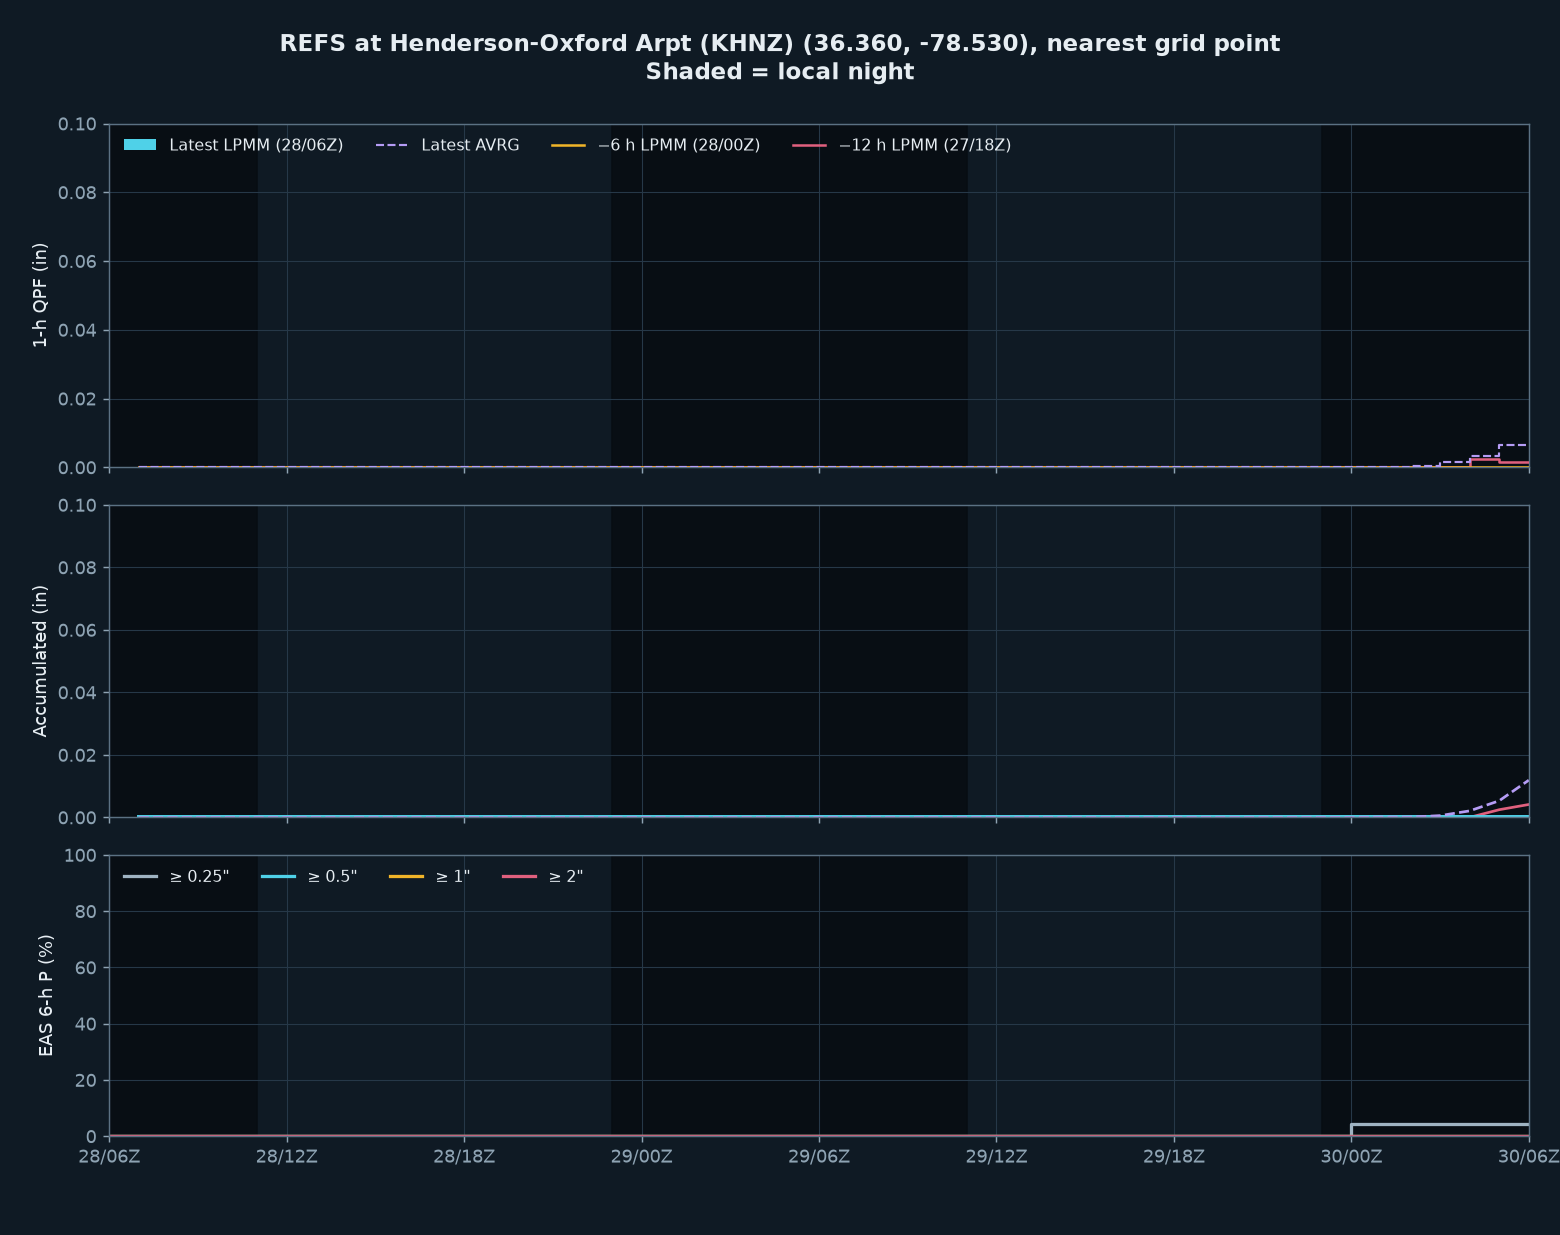 REFS at Henderson-Oxford Arpt (KHNZ) (36.360, -78.530), nearest grid point
Shaded = local night
Latest LPMM (28/06Z) Latest AVRG −6 h LPMM (28/00Z) −12 h LPMM (27/18Z)
1-h QPF (in)
0.10
0.08
0.06
0.04
0.02
0.00
Accumulated (in)
0.10
0.08
0.06
0.04
0.02
0.00
≥ 0.25" ≥ 0.5" ≥ 1" ≥ 2"
EAS 6-h P (%)
100
80
60
40
20
0
28/06Z 28/12Z 28/18Z 29/00Z 29/06Z 29/12Z 29/18Z 30/00Z 30/06Z